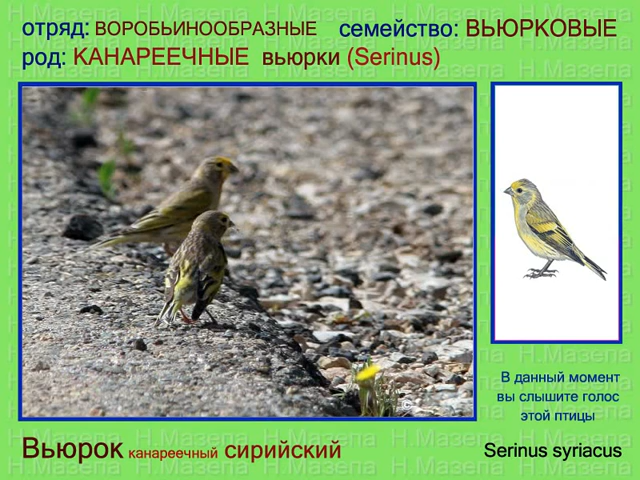 отряд: ВОРОБЬИНООБРАЗНЫЕ семейство: ВЬЮРКОВЫЕ
род: КАНАРЕЕЧНЫЕ вьюрки (Serinus)
В данный момент
вы слышите голос
этой птицы
Вьюрок канареечный сирийский
Serinus syriacus
Н.Мазепа